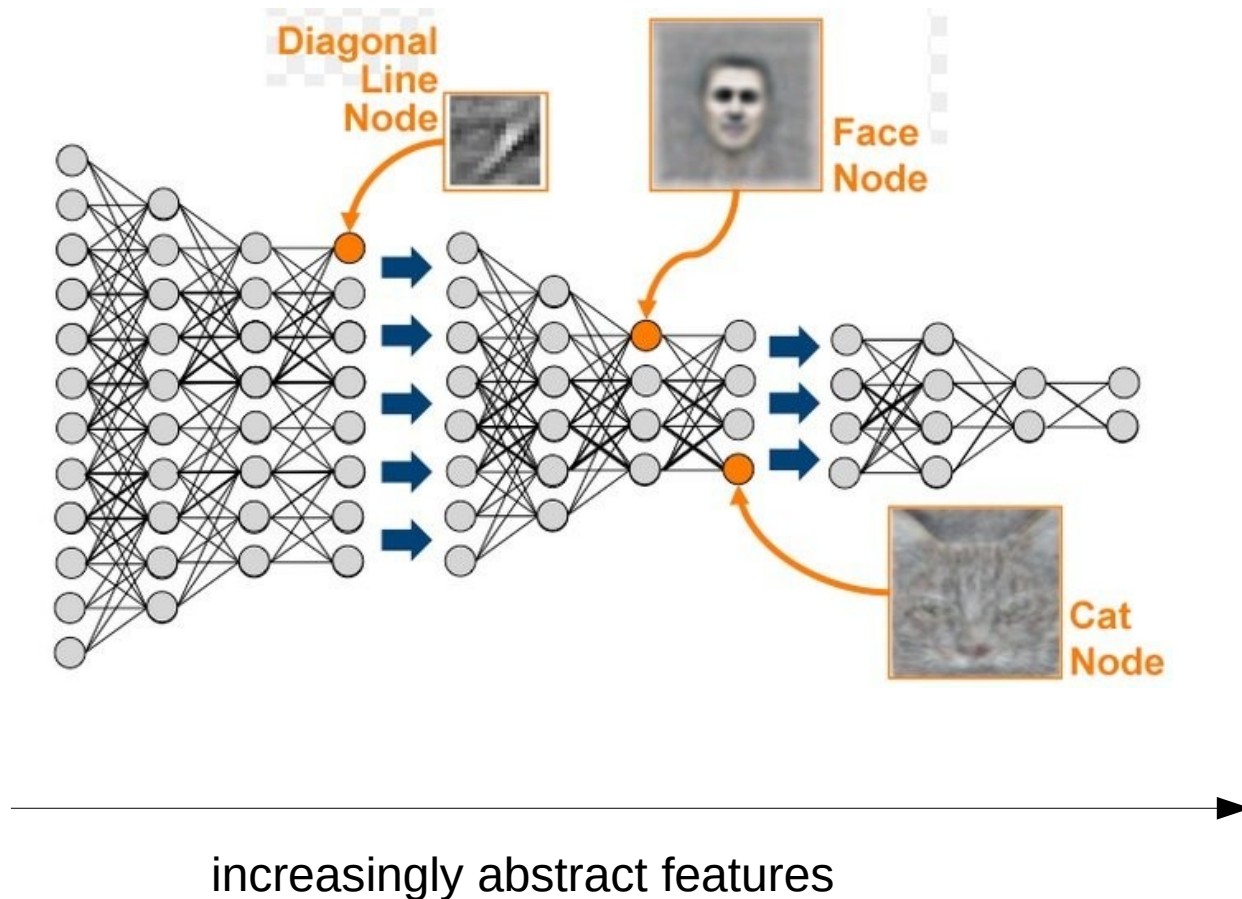 Diagonal
Line
Node
Face
Node
Cat
Node
increasingly abstract features